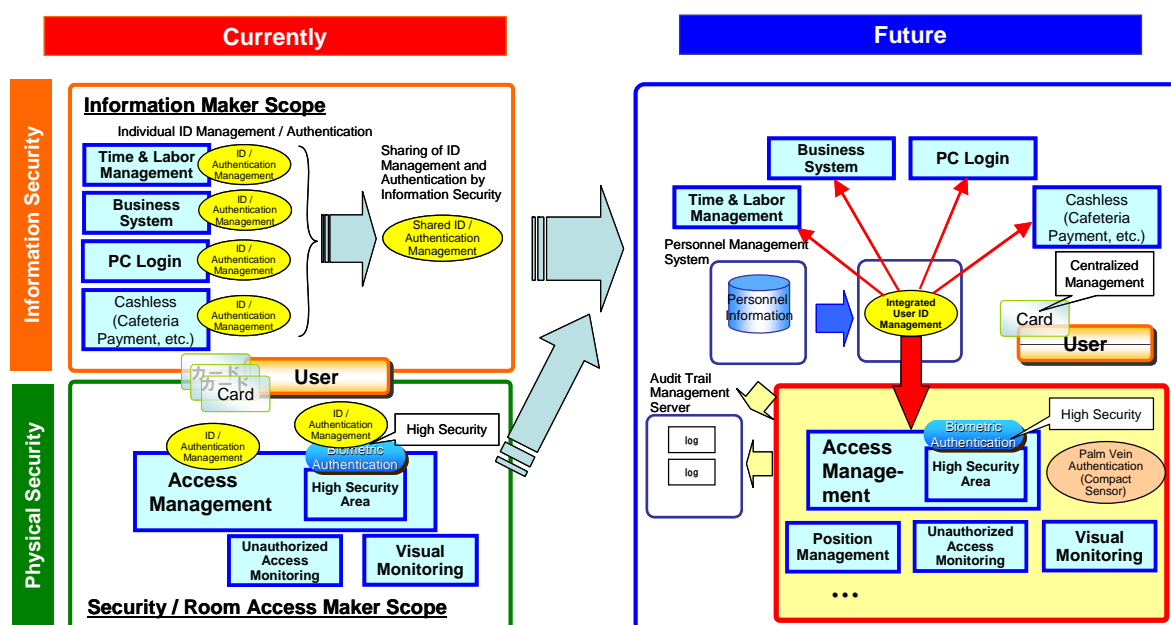 Currently
Future
Information Security
Physical Security
Information Maker Scope
Individual ID Management / Authentication
Time & Labor
Management
ID /
Authentication
Management
Business
System
ID /
Authentication
Management
PC Login
ID /
Authentication
Management
Cashless
(Cafeteria
Payment, etc.)
ID /
Authentication
Management
Sharing of ID
Management and
Authentication by
Information Security
Shared ID /
Authentication
Management
カード
カード
Card
User
ID /
Authentication
Management
ID /
Authentication
Management
High Security
Biometric
Authentication
Access
Management
High Security
Area
Unauthorized
Access
Monitoring
Visual
Monitoring
Security / Room Access Maker Scope
Business
System
PC Login
Time & Labor
Management
Cashless
(Cafeteria
Payment, etc.)
Personnel Management
System
Personnel
Information
Integrated
User ID
Management
Centralized
Management
Card
User
Audit Trail
Management
Server
log
log
High Security
Biometric
Authentication
Access
Manage-
ment
High Security
Area
Palm Vein
Authentication
(Compact
Sensor)
Position
Management
Unauthorized
Access
Monitoring
Visual
Monitoring
...